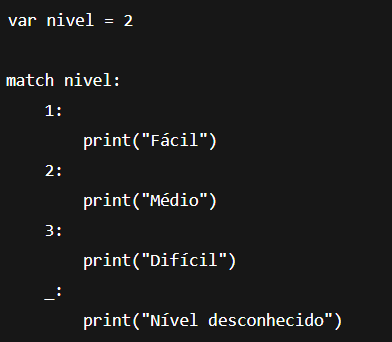 var nivel = 2
match nivel:
1:
print("Fácil")
2:
print("Médio")
3:
print("Difícil")
_:
print("Nível desconhecido")